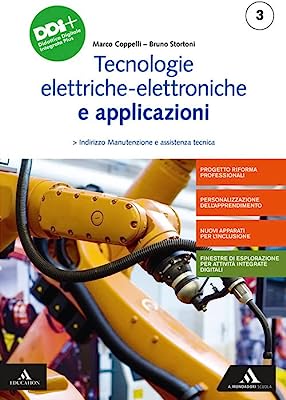 3
DDI+
Didattica Digitale
Integrata Plus
Marco Coppelli – Bruno Stortoni
Tecnologie
elettriche-elettroniche
e applicazioni
> Indirizzo Manutenzione e assistenza tecnica
PROGETTO RIFORMA
PROFESSIONALI
PERSONALIZZAZIONE
DELL'APPRENDIMENTO
NUOVI APPARATI
PER L'INCLUSIONE
FINESTRE DI ESPLORAZIONE
PER ATTIVITÀ INTEGRATE
DIGITALI
EDUCATION
A. MONDADORI SCUOLA